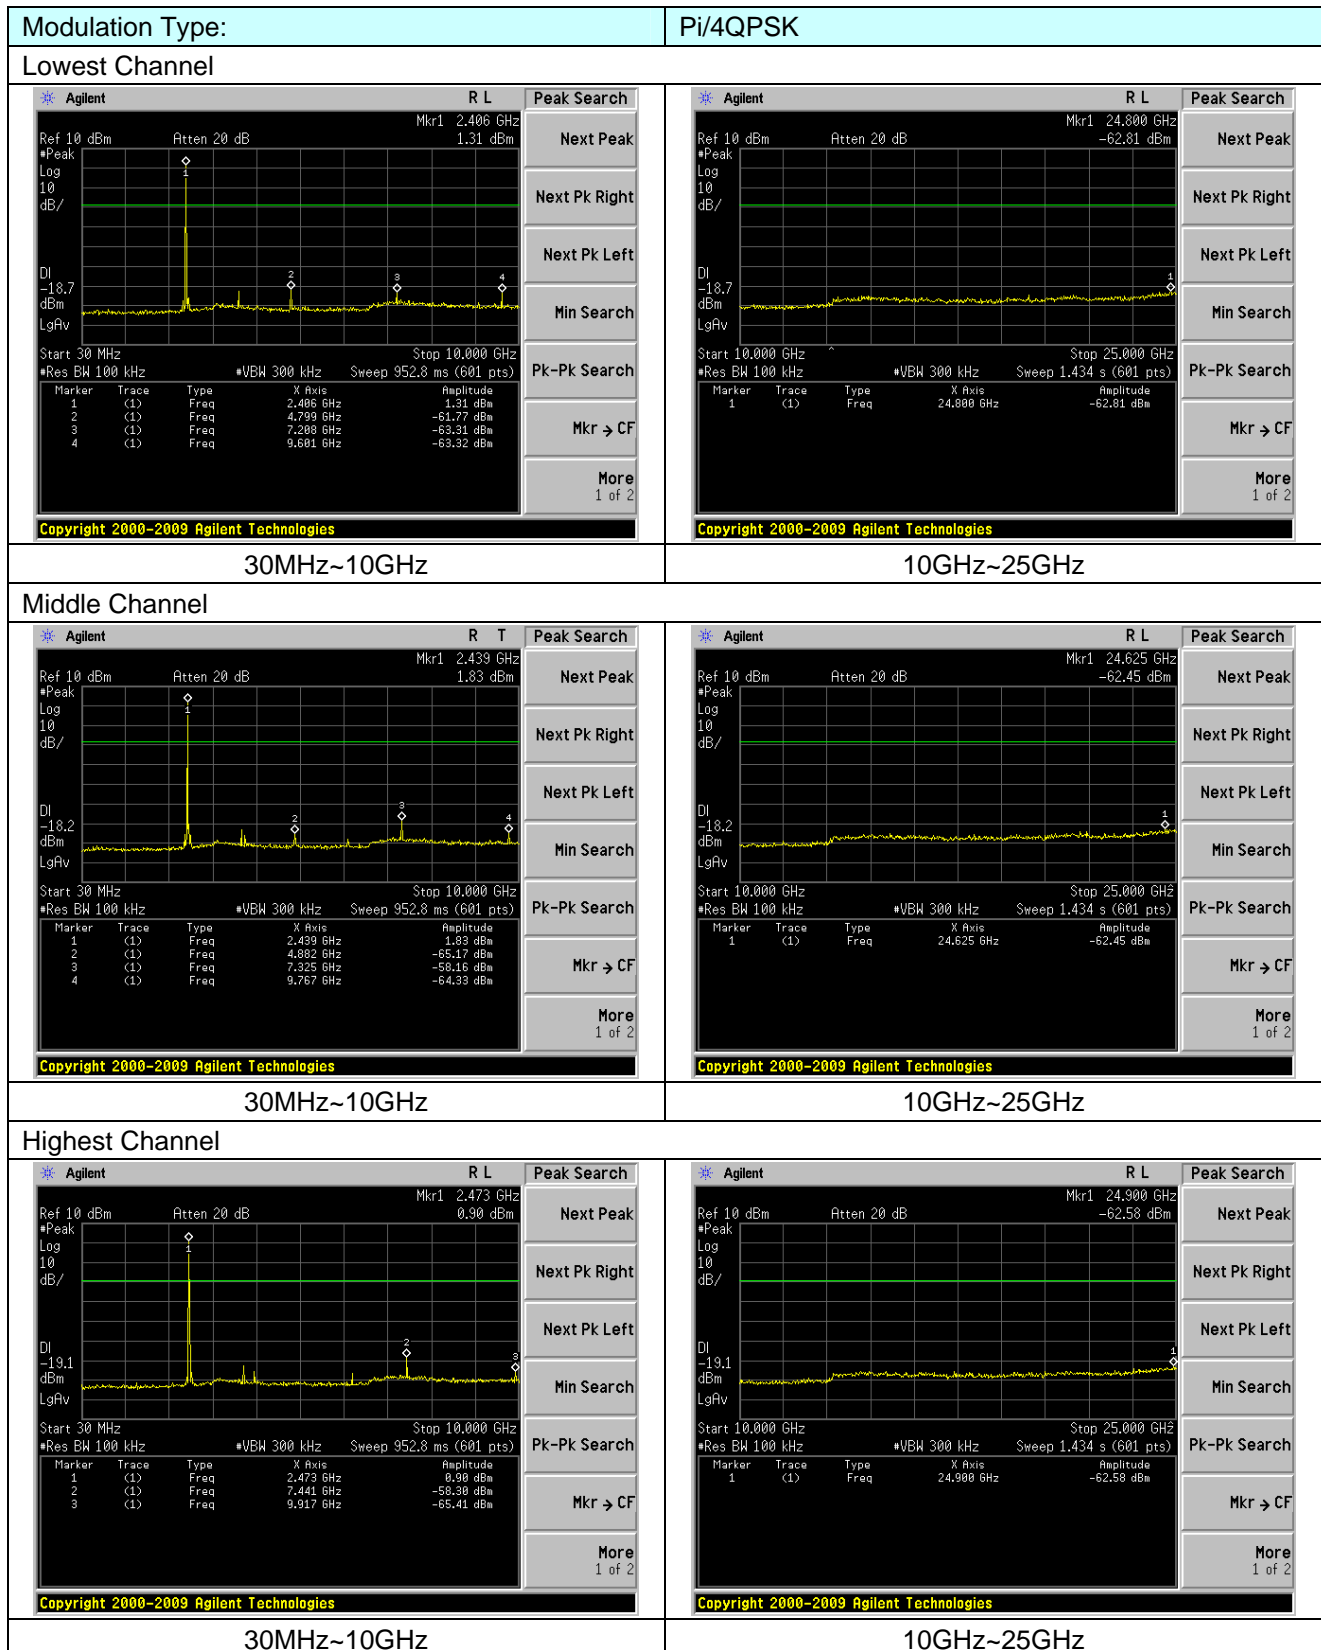 Modulation Type: Pi/4QPSK
Lowest Channel
Agilent R L Peak Search
Mkr1 2.406 GHz
Ref 10 dBm Atten 20 dB 1.31 dBm
#Peak
Log
10
dB/
1
2
3
4
DI
-18.7
dBm
LgAv
Start 30 MHz Stop 10.000 GHz
#Res BW 100 kHz #VBW 300 kHz Sweep 952.8 ms (601 pts)
Marker Trace Type X Axis Amplitude
1 (1) Freq 2.406 GHz 1.31 dBm
2 (1) Freq 4.799 GHz -61.77 dBm
3 (1) Freq 7.208 GHz -63.31 dBm
4 (1) Freq 9.601 GHz -63.32 dBm
Next Peak
Next Pk Right
Next Pk Left
Min Search
Pk-Pk Search
Mkr → CF
More
1 of 2
Copyright 2000-2009 Agilent Technologies
Agilent R L Peak Search
Mkr1 24.800 GHz
Ref 10 dBm Atten 20 dB -62.81 dBm
#Peak
Log
10
dB/
1
DI
-18.7
dBm
LgAv
Start 10.000 GHz Stop 25.000 GHz
#Res BW 100 kHz #VBW 300 kHz Sweep 1.434 s (601 pts)
Marker Trace Type X Axis Amplitude
1 (1) Freq 24.800 GHz -62.81 dBm
Next Peak
Next Pk Right
Next Pk Left
Min Search
Pk-Pk Search
Mkr → CF
More
1 of 2
Copyright 2000-2009 Agilent Technologies
30MHz~10GHz 10GHz~25GHz
Middle Channel
Agilent R T Peak Search
Mkr1 2.439 GHz
Ref 10 dBm Atten 20 dB 1.83 dBm
#Peak
Log
10
dB/
1
2
3
4
DI
-18.2
dBm
LgAv
Start 30 MHz Stop 10.000 GHz
#Res BW 100 kHz #VBW 300 kHz Sweep 952.8 ms (601 pts)
Marker Trace Type X Axis Amplitude
1 (1) Freq 2.439 GHz 1.83 dBm
2 (1) Freq 4.882 GHz -65.17 dBm
3 (1) Freq 7.325 GHz -58.16 dBm
4 (1) Freq 9.767 GHz -64.33 dBm
Next Peak
Next Pk Right
Next Pk Left
Min Search
Pk-Pk Search
Mkr → CF
More
1 of 2
Copyright 2000-2009 Agilent Technologies
Agilent R L Peak Search
Mkr1 24.625 GHz
Ref 10 dBm Atten 20 dB -62.45 dBm
#Peak
Log
10
dB/
1
DI
-18.2
dBm
LgAv
Start 10.000 GHz Stop 25.000 GHz
#Res BW 100 kHz #VBW 300 kHz Sweep 1.434 s (601 pts)
Marker Trace Type X Axis Amplitude
1 (1) Freq 24.625 GHz -62.45 dBm
Next Peak
Next Pk Right
Next Pk Left
Min Search
Pk-Pk Search
Mkr → CF
More
1 of 2
Copyright 2000-2009 Agilent Technologies
30MHz~10GHz 10GHz~25GHz
Highest Channel
Agilent R L Peak Search
Mkr1 2.473 GHz
Ref 10 dBm Atten 20 dB 0.90 dBm
#Peak
Log
10
dB/
1
2
3
DI
-19.1
dBm
LgAv
Start 30 MHz Stop 10.000 GHz
#Res BW 100 kHz #VBW 300 kHz Sweep 952.8 ms (601 pts)
Marker Trace Type X Axis Amplitude
1 (1) Freq 2.473 GHz 0.90 dBm
2 (1) Freq 7.441 GHz -58.30 dBm
3 (1) Freq 9.917 GHz -65.41 dBm
Next Peak
Next Pk Right
Next Pk Left
Min Search
Pk-Pk Search
Mkr → CF
More
1 of 2
Copyright 2000-2009 Agilent Technologies
Agilent R L Peak Search
Mkr1 24.900 GHz
Ref 10 dBm Atten 20 dB -62.58 dBm
#Peak
Log
10
dB/
1
DI
-19.1
dBm
LgAv
Start 10.000 GHz Stop 25.000 GHz
#Res BW 100 kHz #VBW 300 kHz Sweep 1.434 s (601 pts)
Marker Trace Type X Axis Amplitude
1 (1) Freq 24.900 GHz -62.58 dBm
Next Peak
Next Pk Right
Next Pk Left
Min Search
Pk-Pk Search
Mkr → CF
More
1 of 2
Copyright 2000-2009 Agilent Technologies
30MHz~10GHz 10GHz~25GHz